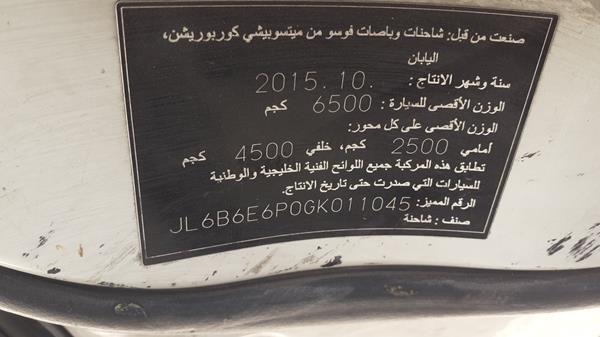 صنعت من قبل: شاحنات وباصات فوسو من ميتسوبيشي كوربوريشن،
اليابان
سنة وشهر الانتاج : 2015.10.
الوزن الأقصى للسيارة : 6500 كجم
الوزن الأقصى على كل محور:
أمامي 2500 كجم، خلفي 4500 كجم
تطابق هذه المركبة جميع اللوائح الفنية الخليجية والوطنية
للسيارات التي صدرت حتى تاريخ الانتاج.
الرقم المميز: JL6B6E6P0GK011045
صنف : شاحنة